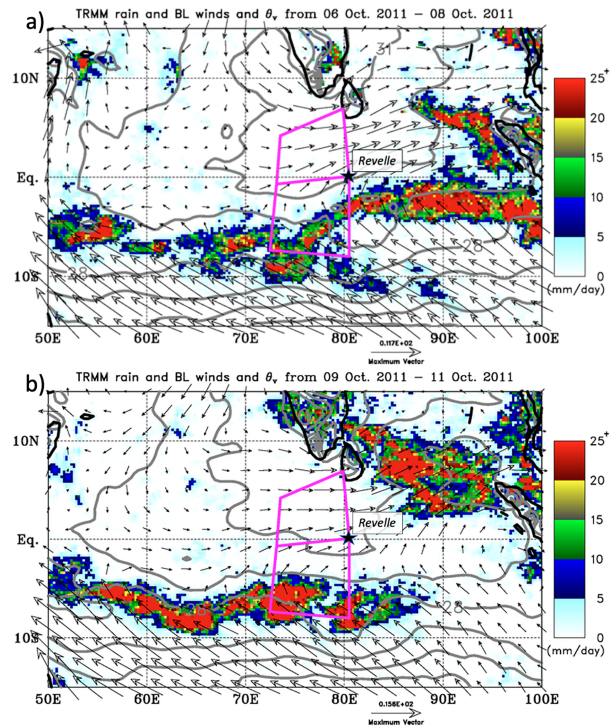 a) TRMM rain and BL winds and θv from 06 Oct. 2011 – 08 Oct. 2011
31
10N
Revelle
Eq.
28
10S
28
50E 60E 70E 80E 90E 100E
25+
20
15
10
5
0
(mm/day)
0.117E+02
Maximum Vector
b) TRMM rain and BL winds and θv from 09 Oct. 2011 – 11 Oct. 2011
10N
Revelle
Eq.
28
10S
50E 60E 70E 80E 90E 100E
25+
20
15
10
5
0
(mm/day)
0.156E+02
Maximum Vector